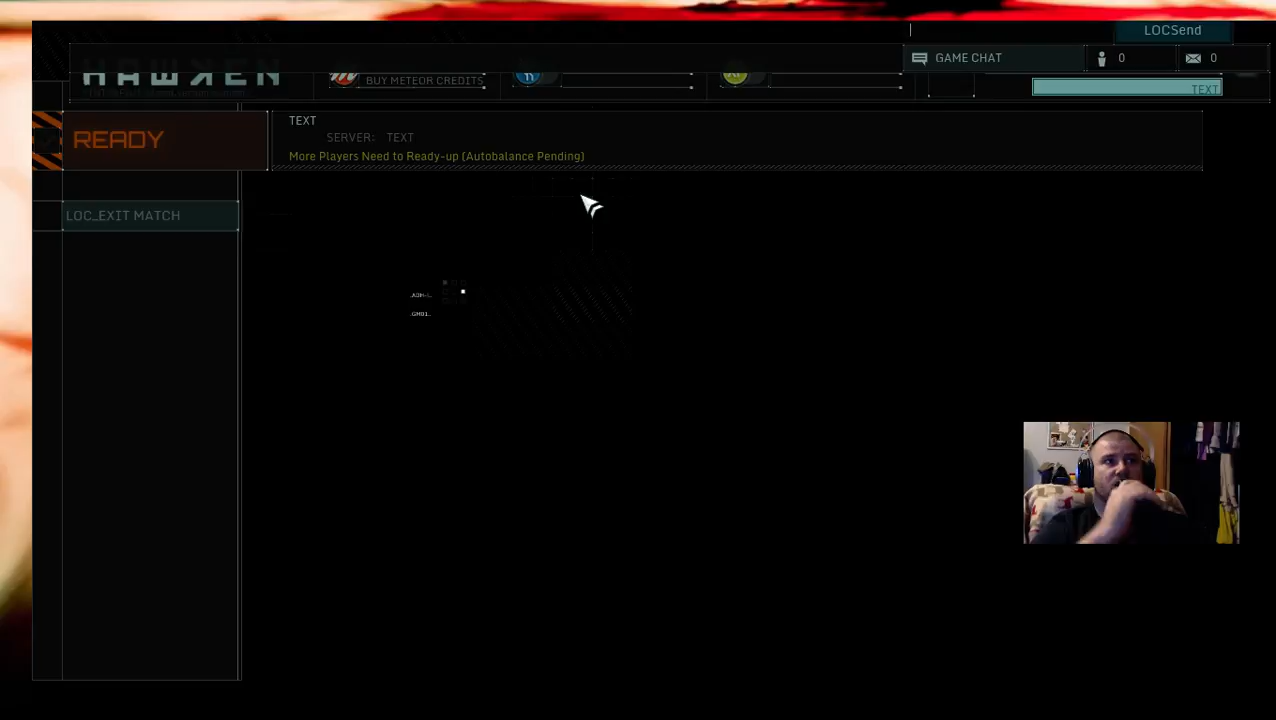 LOCSend
HAWKEN
GAME CHAT
0
0
BUY METEOR CREDITS
TEXT
READY
TEXT
SERVER: TEXT
More Players Need to Ready-up (Autobalance Pending)
LOC_EXIT MATCH